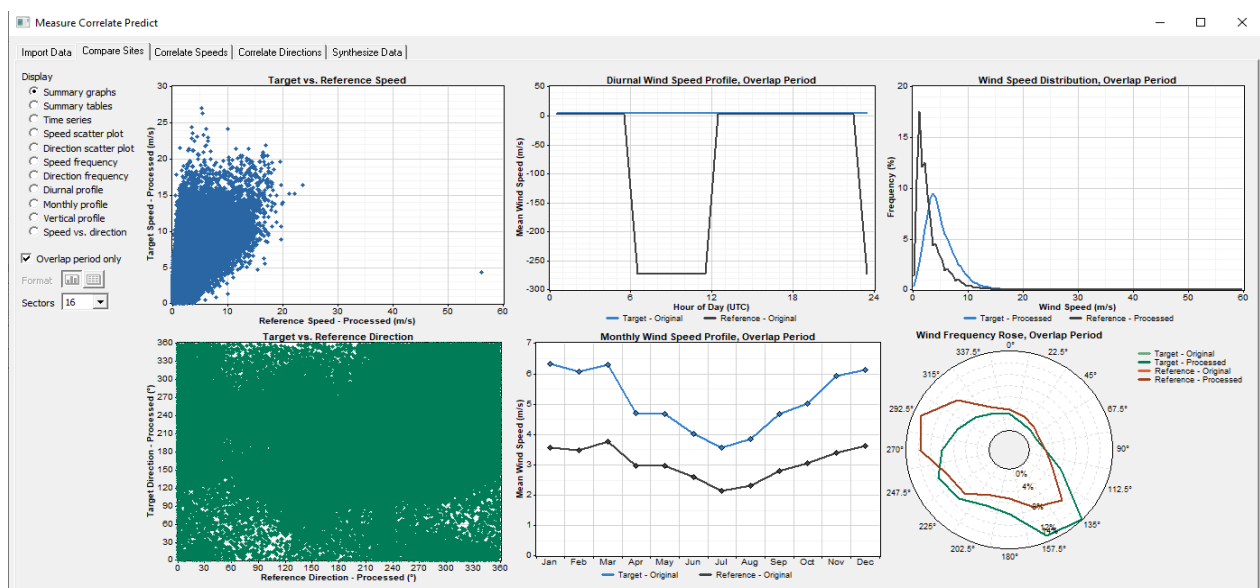 Measure Correlate Predict
Import Data Compare Sites Correlate Speeds Correlate Directions Synthesize Data
Display
Summary graphs
Summary tables
Time series
Speed scatter plot
Direction scatter plot
Speed frequency
Direction frequency
Diurnal profile
Monthly profile
Vertical profile
Speed vs. direction
Overlap period only
Format
Sectors 16
Target vs. Reference Speed
Target Speed - Processed (m/s)
30
25
20
15
10
5
0
0 10 20 30 40 50 60
Reference Speed - Processed (m/s)
Diurnal Wind Speed Profile, Overlap Period
Mean Wind Speed (m/s)
50
0
-50
-100
-150
-200
-250
-300
0 6 12 18 24
Hour of Day (UTC)
Target - Original Reference - Original
Wind Speed Distribution, Overlap Period
Frequency (%)
20
15
10
5
0
0 10 20 30 40 50 60
Wind Speed (m/s)
Target - Processed Reference - Processed
Target vs. Reference Direction
Target Direction - Processed (°)
360
330
300
270
240
210
180
150
120
90
60
30
0
0 30 60 90 120 150 180 210 240 270 300 330 360
Reference Direction - Processed (°)
Monthly Wind Speed Profile, Overlap Period
Mean Wind Speed (m/s)
7
6
5
4
3
2
1
0
Jan Feb Mar Apr May Jun Jul Aug Sep Oct Nov Dec
Target - Original Reference - Original
Wind Frequency Rose, Overlap Period
0°
22.5°
45°
67.5°
90°
112.5°
135°
157.5°
180°
202.5°
225°
247.5°
270°
292.5°
315°
337.5°
0%
4%
8%
12%
Target - Original
Target - Processed
Reference - Original
Reference - Processed